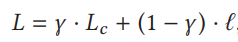 L = γ · L_c + (1 − γ) · ℓ.